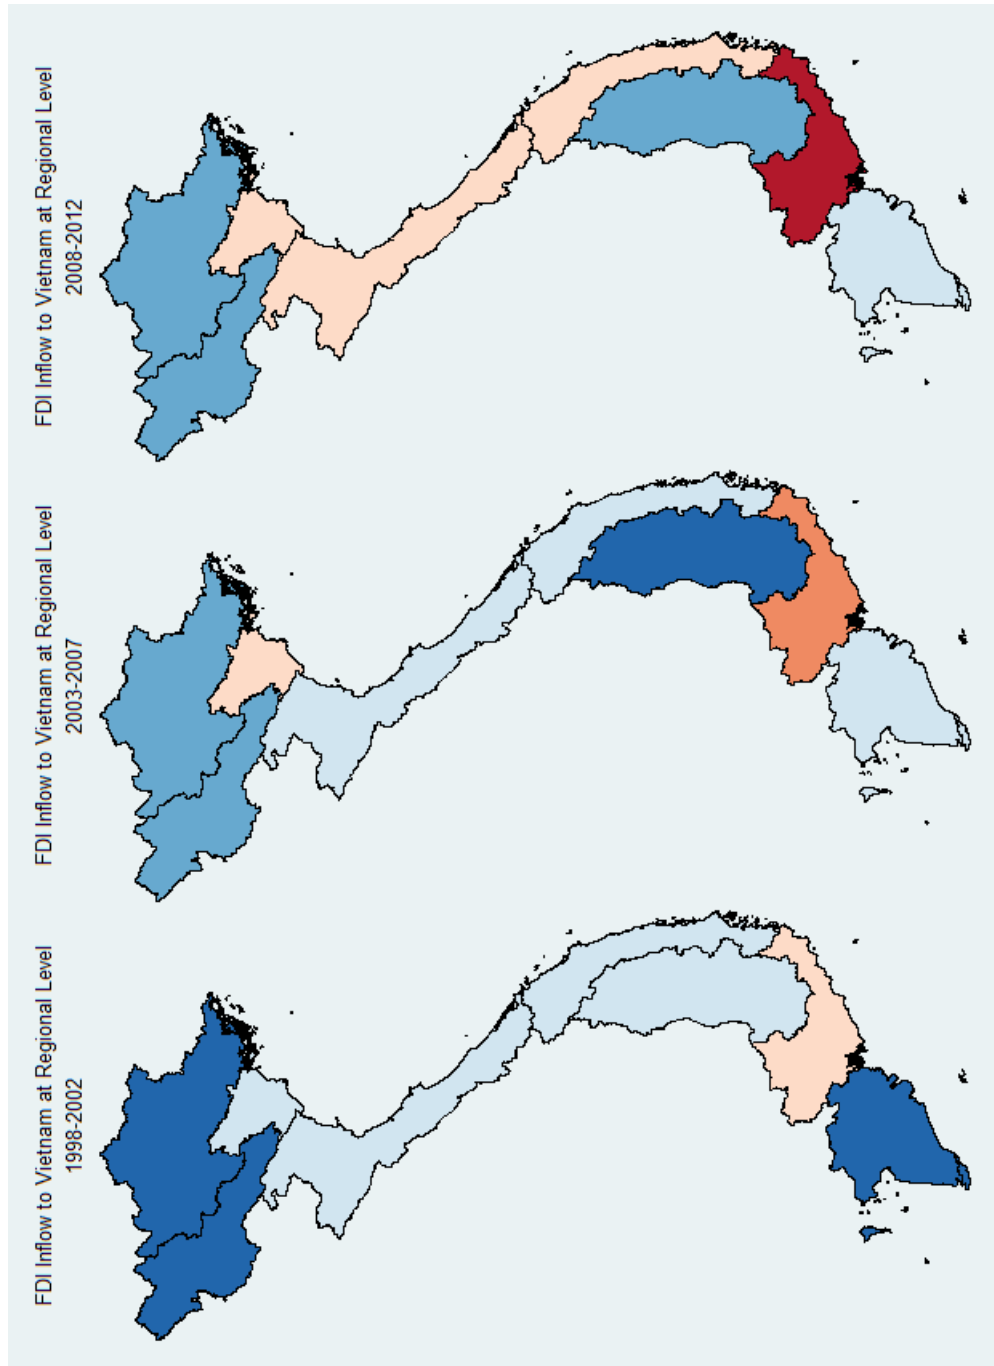 FDI Inflow to Vietnam at Regional Level
1998-2002
FDI Inflow to Vietnam at Regional Level
2003-2007
FDI Inflow to Vietnam at Regional Level
2008-2012